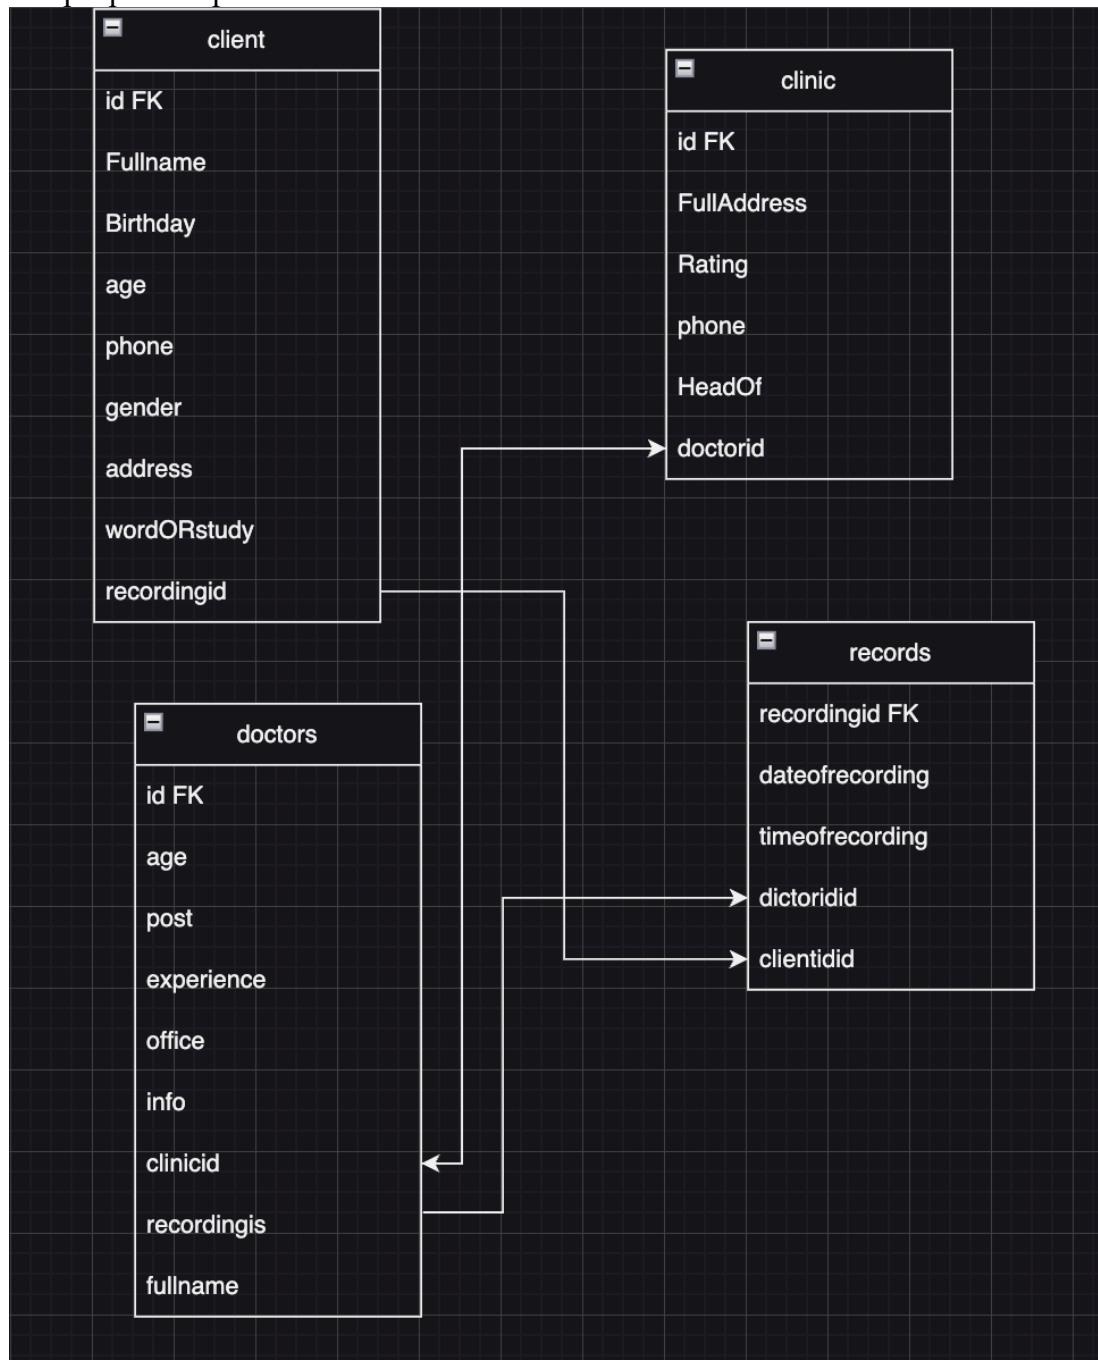 client
id FK
Fullname
Birthday
age
phone
gender
address
wordORstudy
recordingid
clinic
id FK
FullAddress
Rating
phone
HeadOf
doctorid
doctors
id FK
age
post
experience
office
info
clinicid
recordingis
fullname
records
recordingid FK
dateofrecording
timeofrecording
dictoridid
clientidid